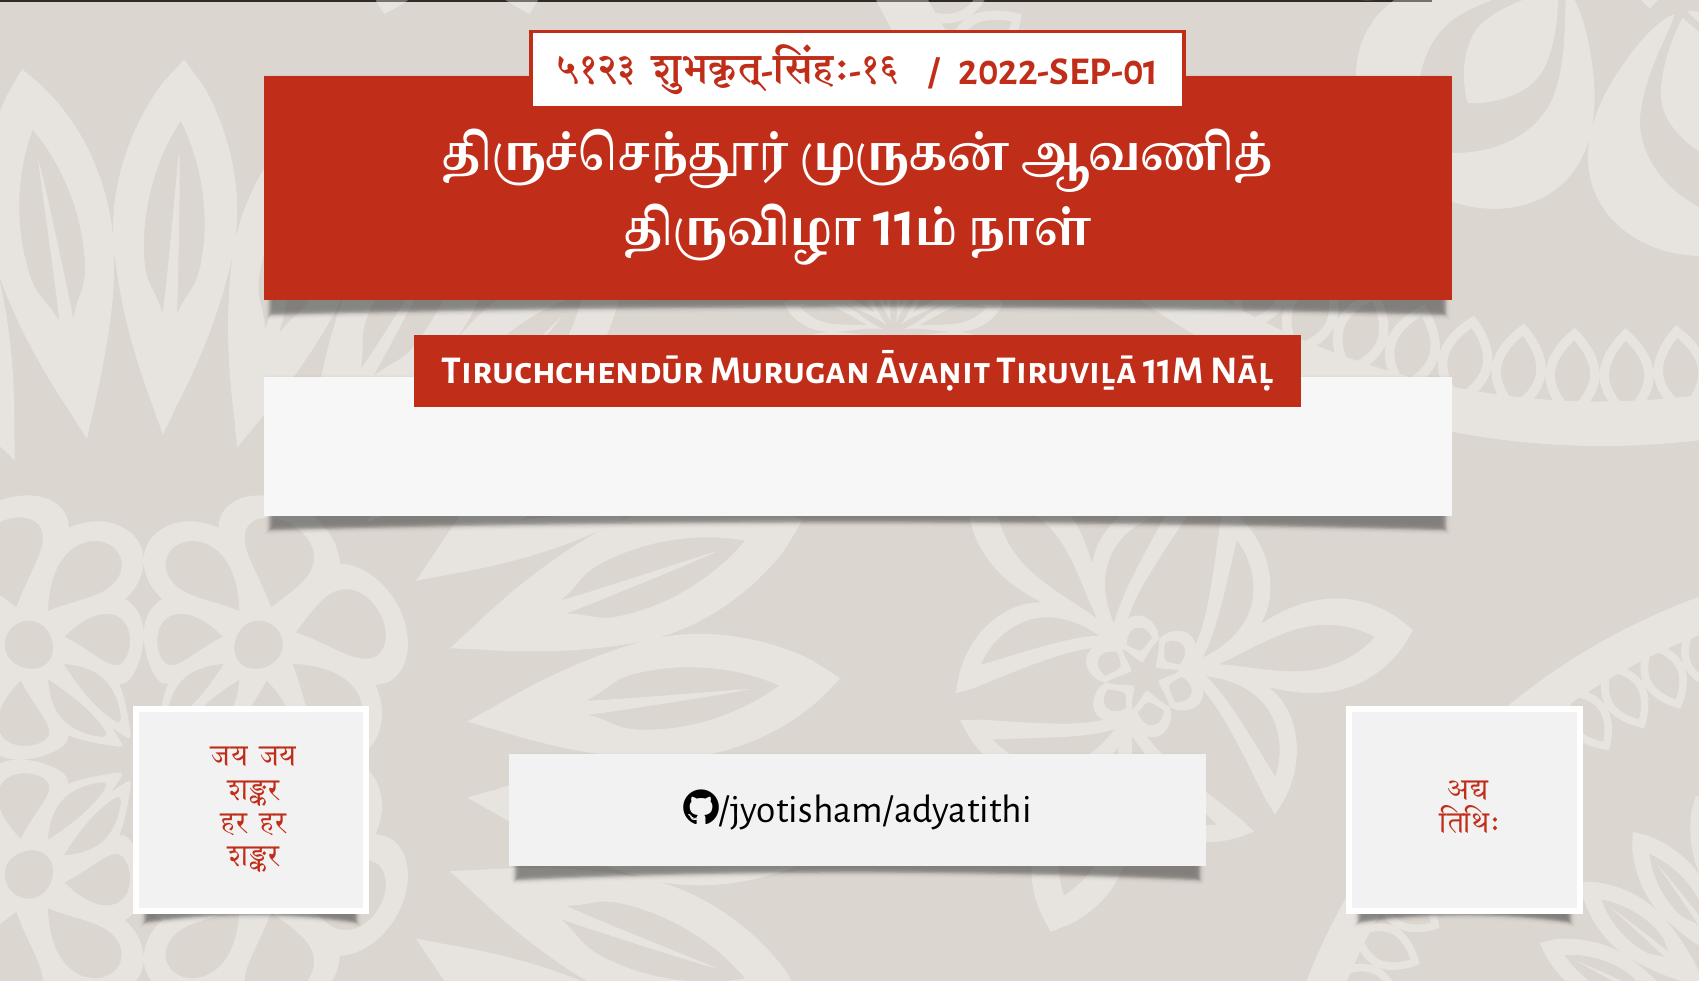 ५१२३ शुभकृत्-सिंहः-१६ / 2022-SEP-01
திருச்செந்தூர் முருகன் ஆவணித்
திருவிழா 11ம் நாள்
Tiruchchendūr Murugan Āvaṇit Tiruviḻā 11m Nāḷ
जय जय
शङ्कर
हर हर
शङ्कर
/jyotisham/adyatithi
अद्य
तिथिः